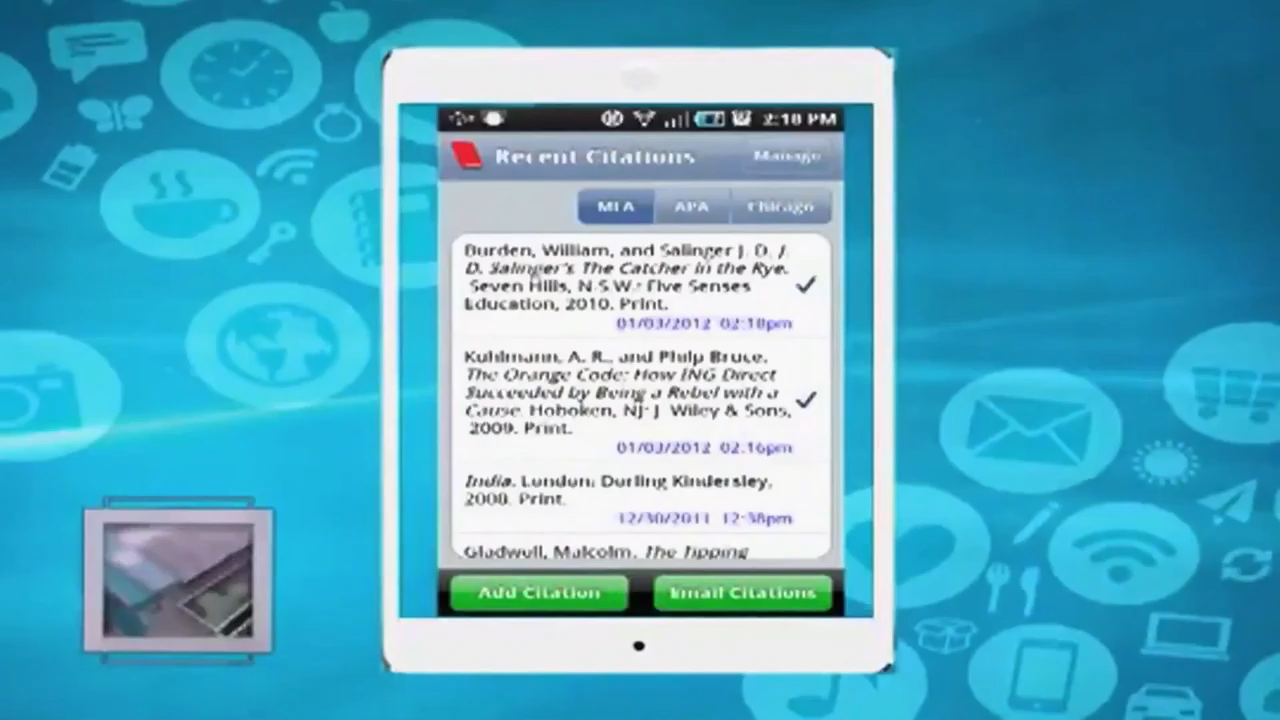 2:18 PM
Recent Citations
Manage
MLA APA Chicago
Burden, William, and Salinger J. D. J.
D. Salinger's The Catcher in the Rye.
Seven Hills, N.S.W.: Five Senses
Education, 2010. Print.
01/03/2012 02:18pm
Kuhlmann, A. R., and Philp Bruce.
The Orange Code: How ING Direct
Succeeded by Being a Rebel with a
Cause. Hoboken, NJ: J. Wiley & Sons,
2009. Print.
01/03/2012 02:16pm
India. London: Dorling Kindersley,
2008. Print.
12/30/2011 12:38pm
Gladwell, Malcolm. The Tipping
Add Citation
Email Citations